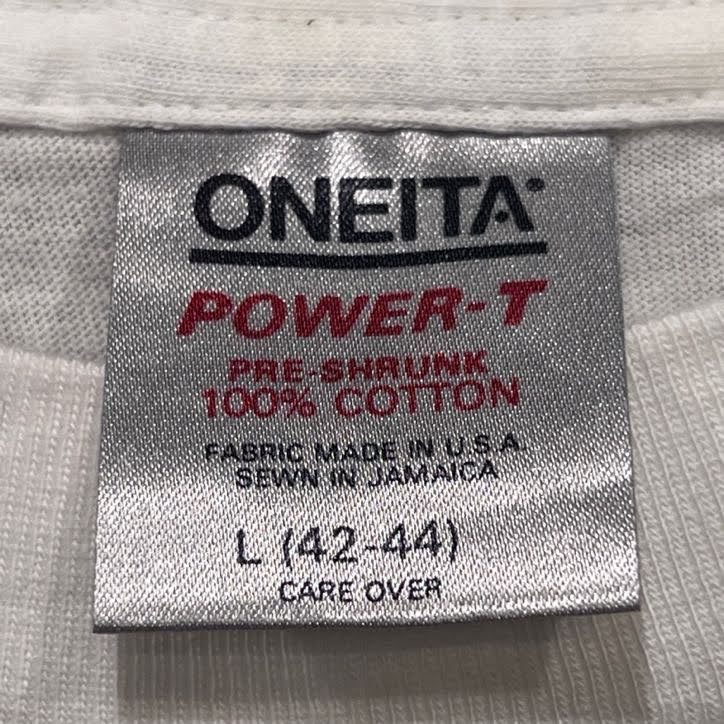 ONEITA
POWER-T
PRE-SHRUNK
100% COTTON
FABRIC MADE IN U.S.A.
SEWN IN JAMAICA
L (42-44)
CARE OVER